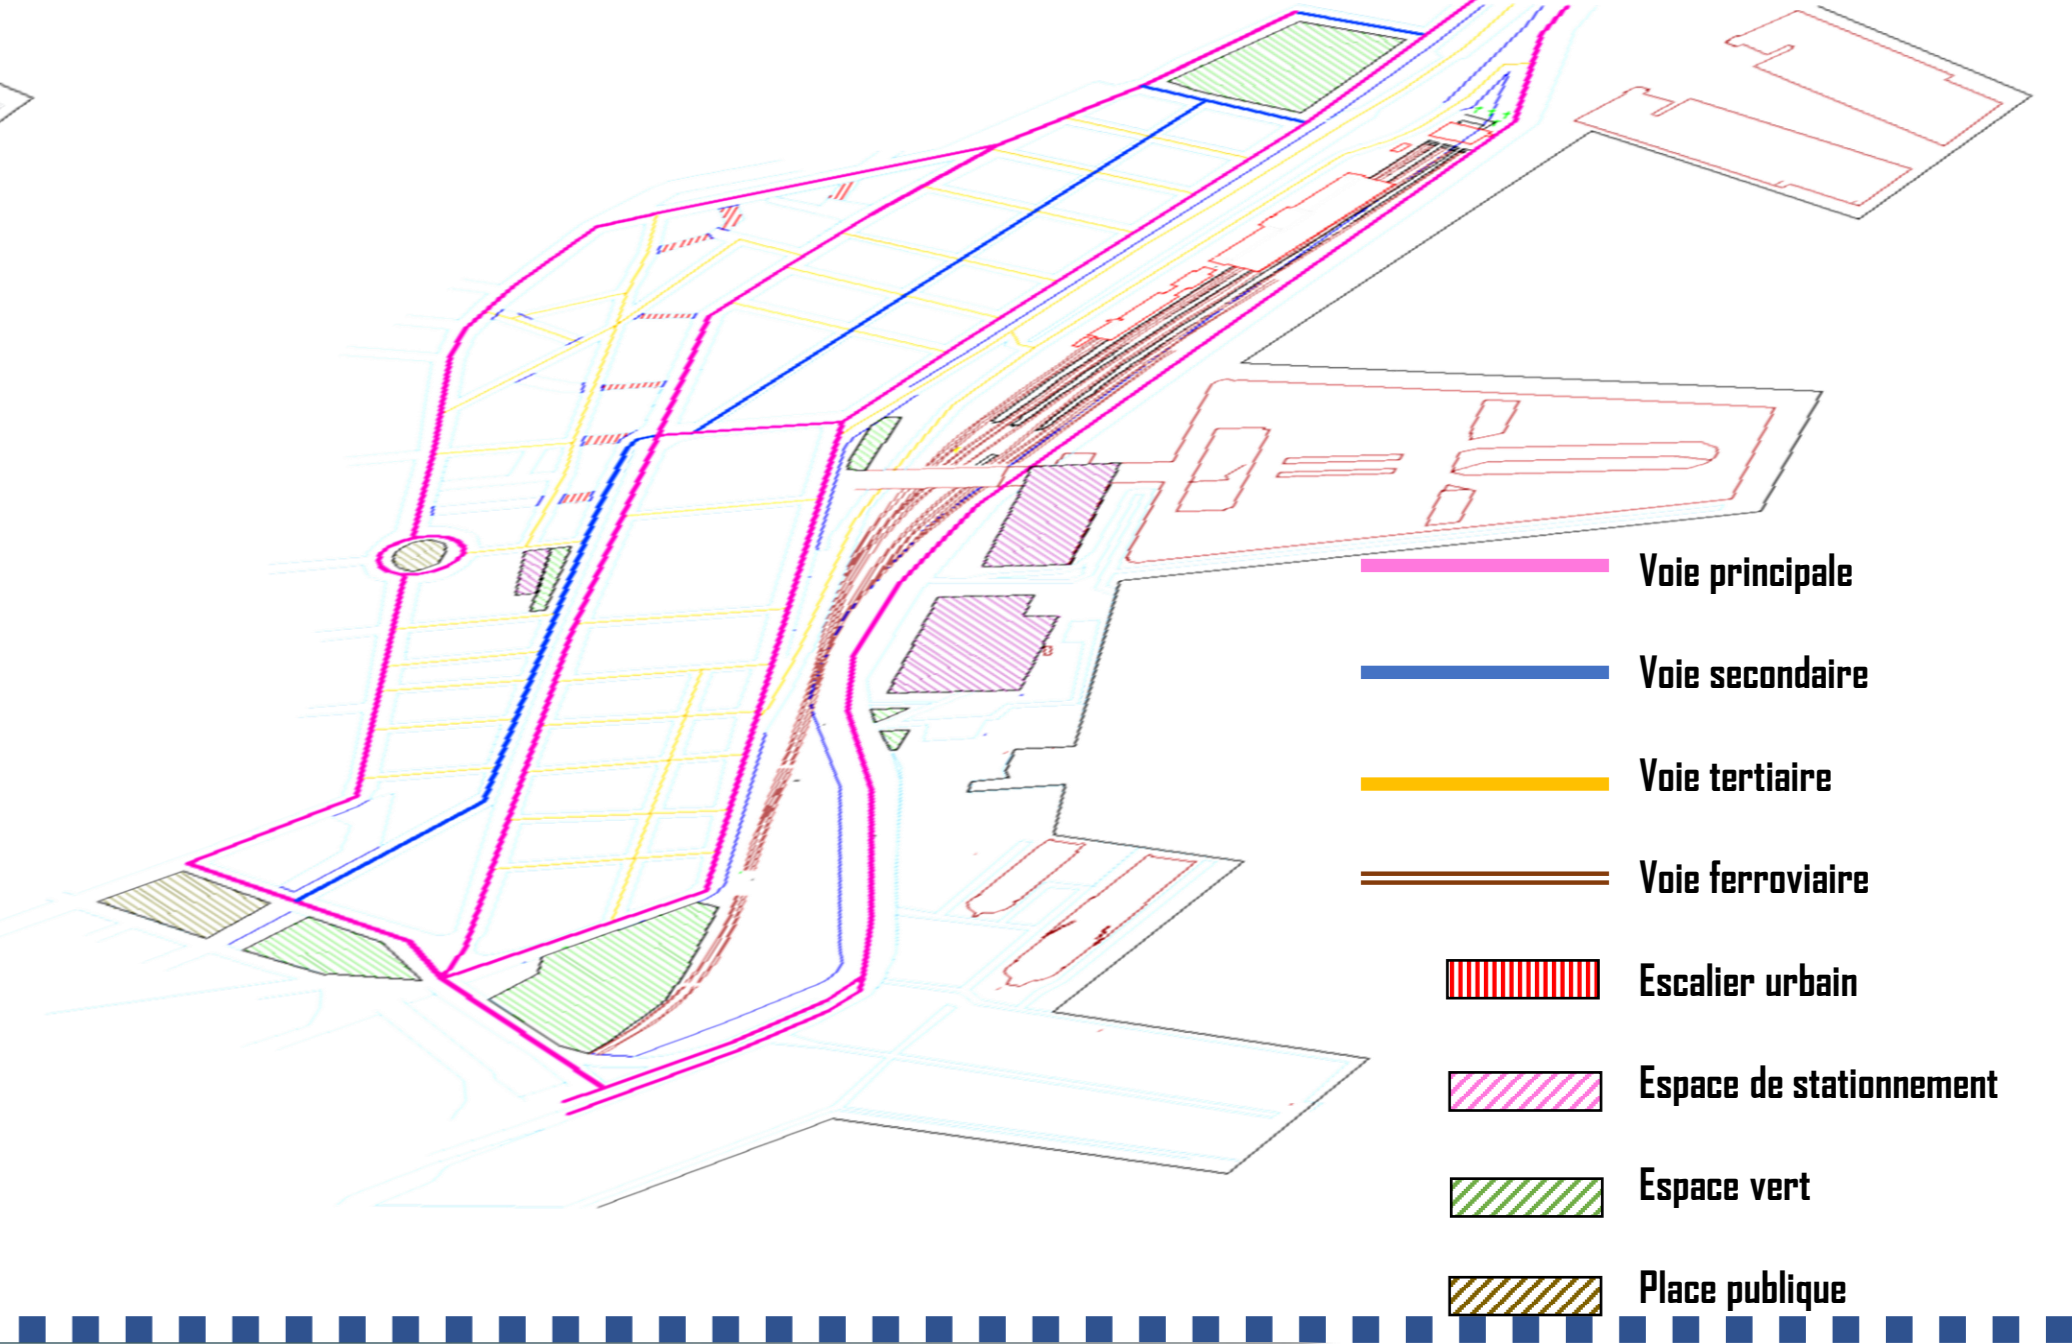 Voie principale
Voie secondaire
Voie tertiaire
Voie ferroviaire
Escalier urbain
Espace de stationnement
Espace vert
Place publique